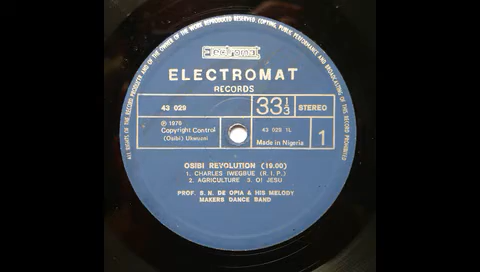 ALL RIGHTS OF THE RECORD PRODUCER AND OF THE OWNER OF THE WORK REPRODUCED RESERVED. COPYING, PUBLIC PERFORMANCE AND BROADCASTING OF THIS RECORD PROHIBITED
Electromat
ELECTROMAT
RECORDS
43 029
33 1/3
STEREO
℗ 1979
Copyright Control
(Osibi) Ukwuani
43 029 1L
Made in Nigeria
1
OSIBI REVOLUTION (19.00)
1. CHARLES IWEGBUE (R.I.P.)
2. AGRICULTURE 3. O! JESU
PROF. S. N. DE OPIA & HIS MELODY
MAKERS DANCE BAND